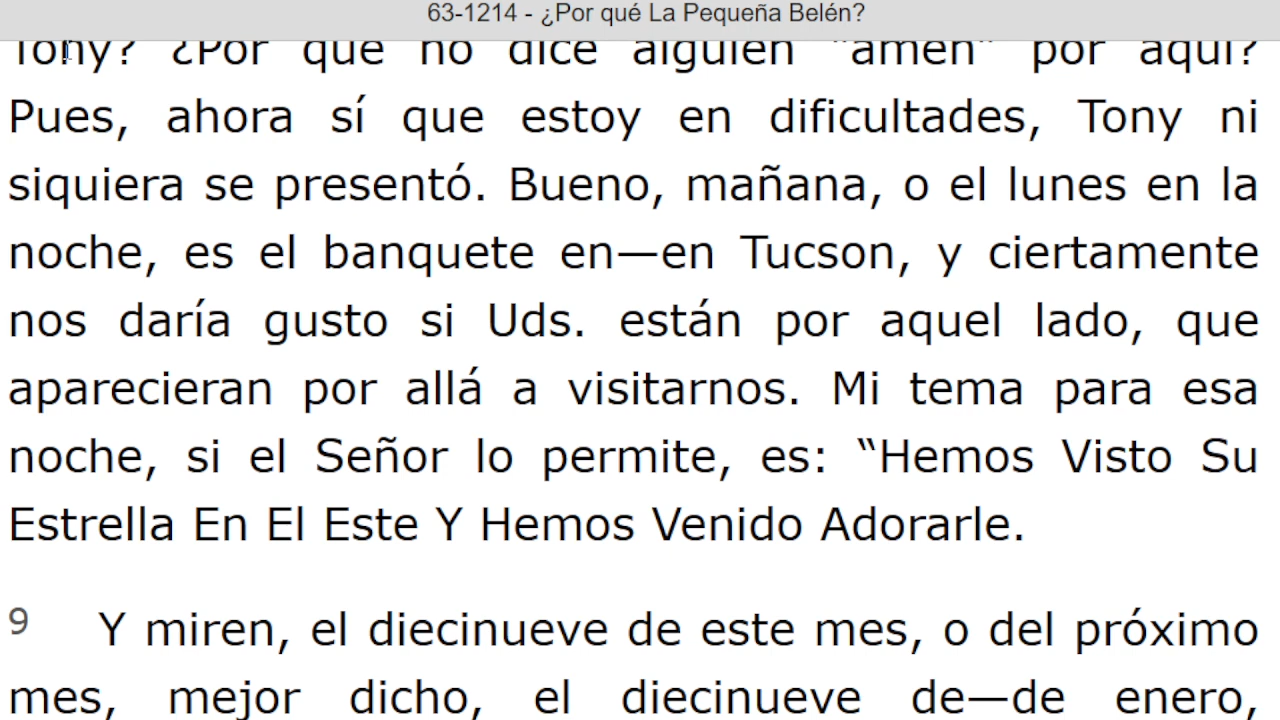 63-1214 - ¿Por qué La Pequeña Belén?
Tony? ¿Por qué no dice alguien "amén" por aquí?
Pues, ahora sí que estoy en dificultades, Tony ni
siquiera se presentó. Bueno, mañana, o el lunes en la
noche, es el banquete en—en Tucson, y ciertamente
nos daría gusto si Uds. están por aquel lado, que
aparecieran por allá a visitarnos. Mi tema para esa
noche, si el Señor lo permite, es: “Hemos Visto Su
Estrella En El Este Y Hemos Venido Adorarle.
9 Y miren, el diecinueve de este mes, o del próximo
mes, mejor dicho, el diecinueve de—de enero,